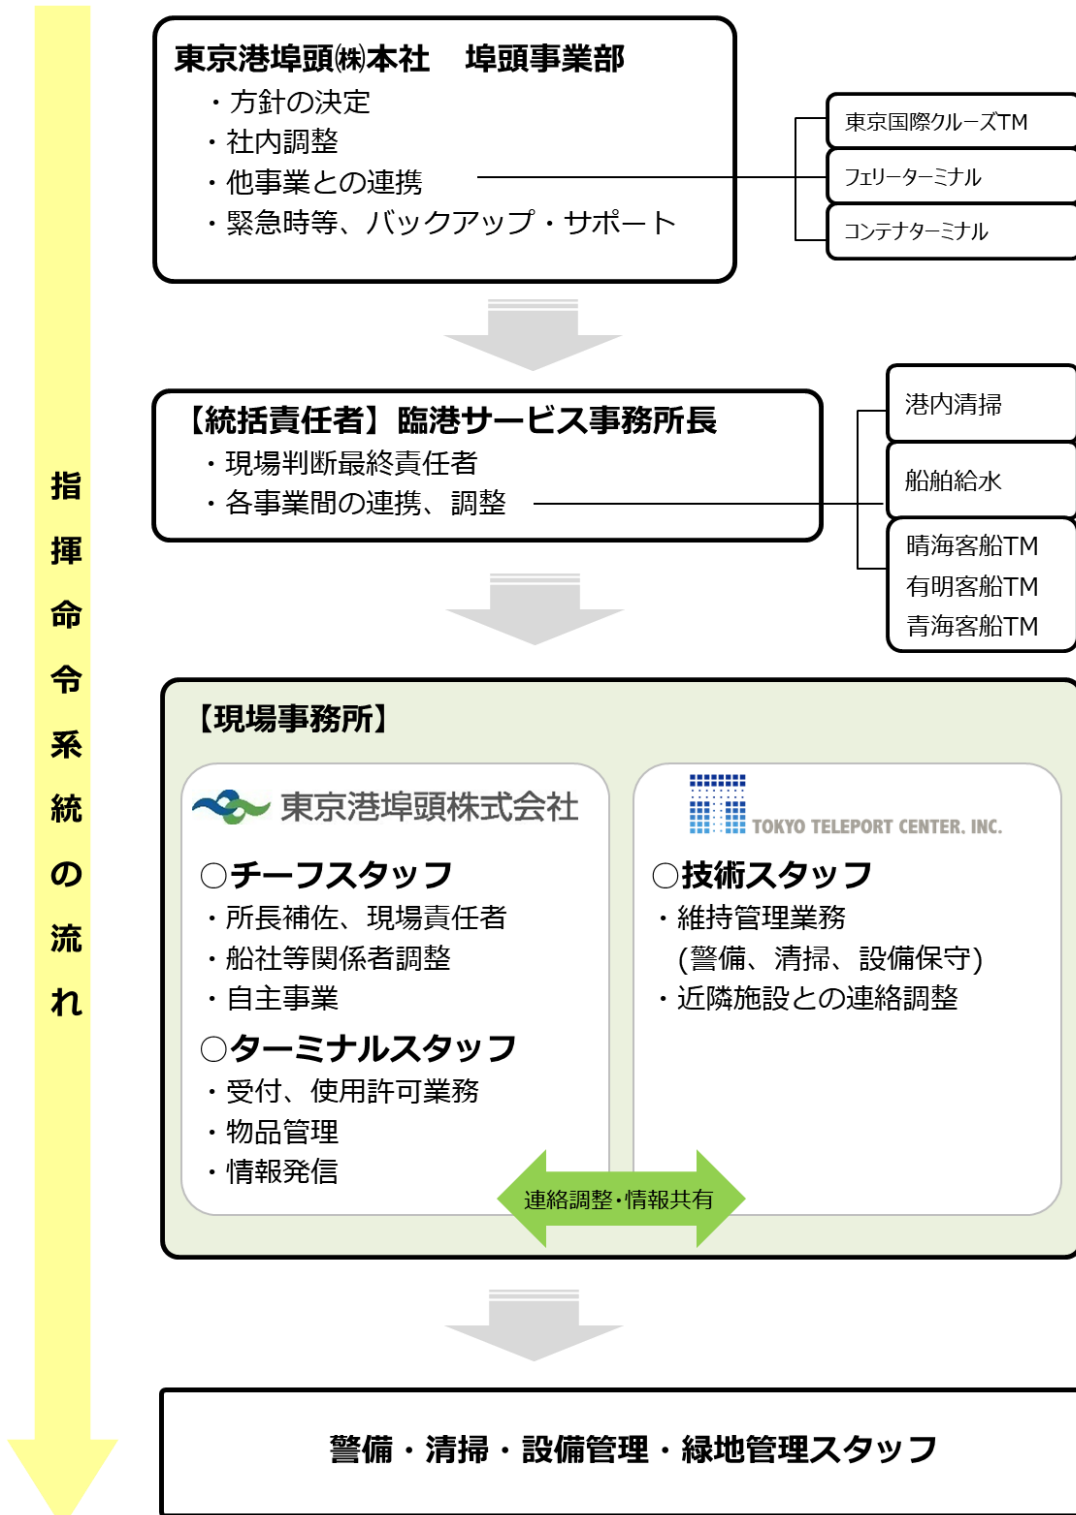 東京港埠頭㈱本社　埠頭事業部
・方針の決定
・社内調整
・他事業との連携
・緊急時等、バックアップ・サポート
東京国際クルーズTM
フェリーターミナル
コンテナターミナル
【統括責任者】臨港サービス事務所長
・現場判断最終責任者
・各事業間の連携、調整
港内清掃
船舶給水
晴海客船TM
有明客船TM
青海客船TM
指揮命令系統の流れ
【現場事務所】
東京港埠頭株式会社
○チーフスタッフ
・所長補佐、現場責任者
・船社等関係者調整
・自主事業
○ターミナルスタッフ
・受付、使用許可業務
・物品管理
・情報発信
TOKYO TELEPORT CENTER. INC.
○技術スタッフ
・維持管理業務
(警備、清掃、設備保守)
・近隣施設との連絡調整
連絡調整・情報共有
警備・清掃・設備管理・緑地管理スタッフ